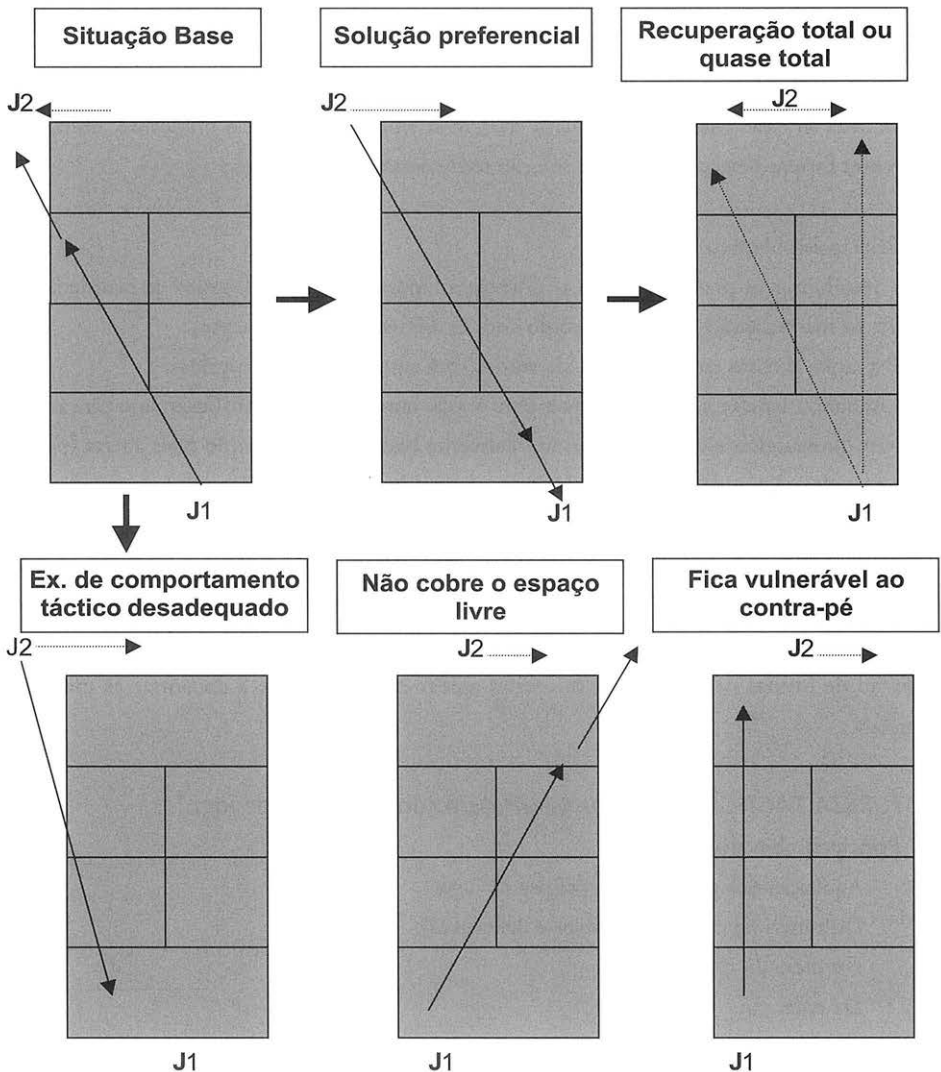 Situação Base
Solução preferencial
Recuperação total ou
quase total
J2
J2
J2
J1
J1
J1
Ex. de comportamento
táctico desadequado
Não cobre o espaço
livre
Fica vulnerável ao
contra-pé
J2
J2
J2
J1
J1
J1